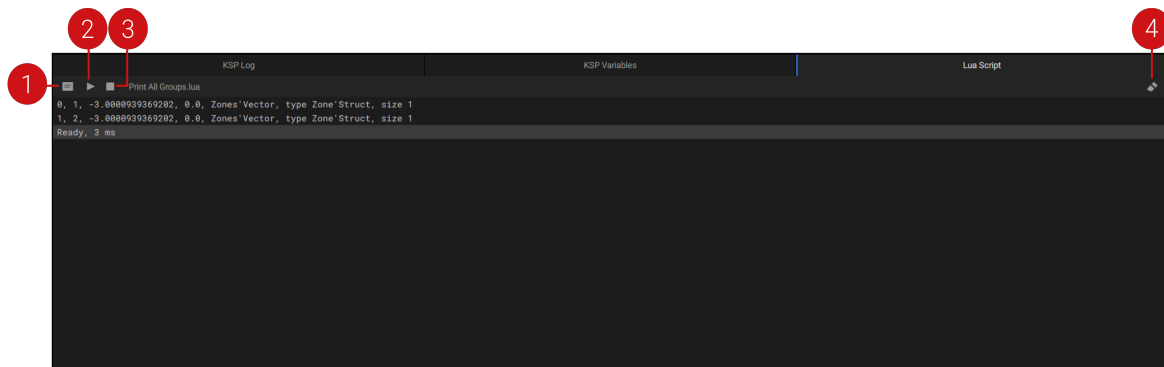 2 3 4
KSP Log KSP Variables Lua Script
1 Print All Groups.lua
0, 1, -3.0000939369202, 0.0, Zones'Vector, type Zone'Struct, size 1
1, 2, -3.0000939369202, 0.0, Zones'Vector, type Zone'Struct, size 1
Ready, 3 ms